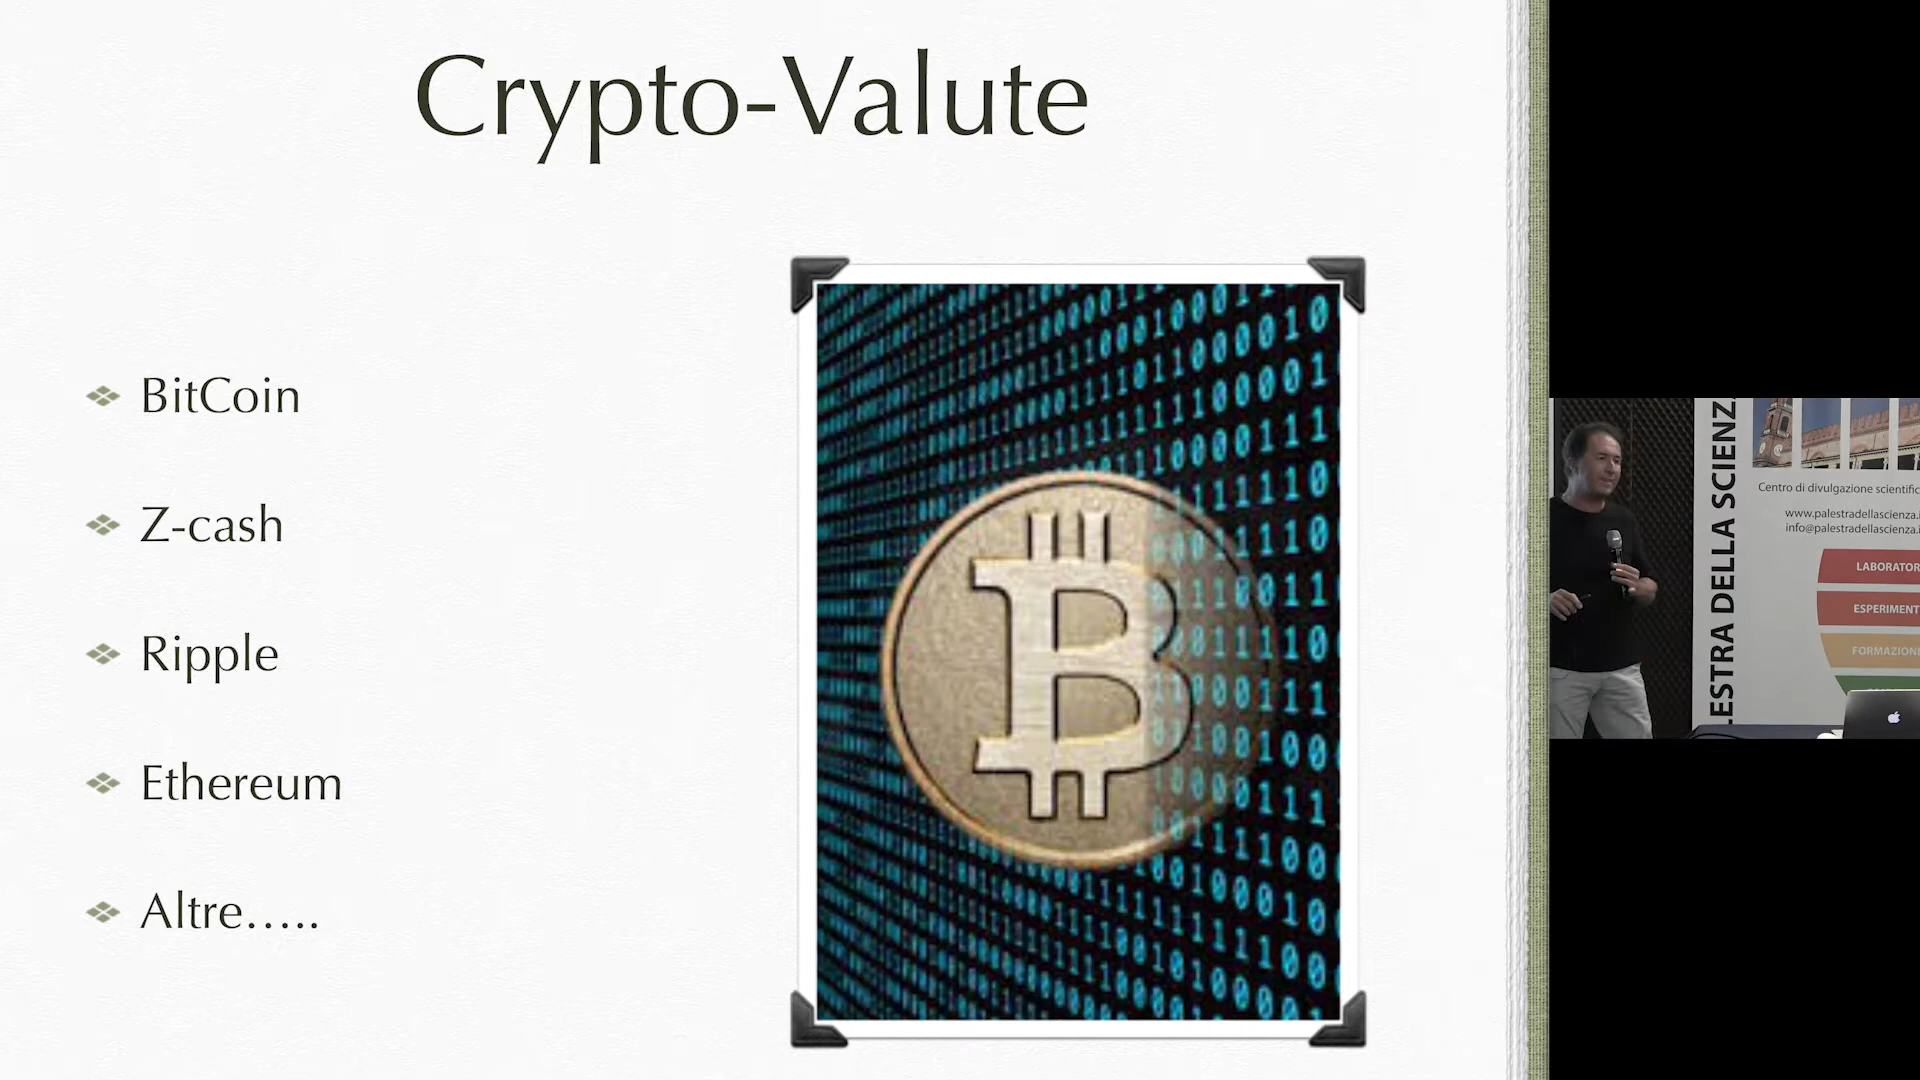 Crypto-Valute
BitCoin
Z-cash
Ripple
Ethereum
Altre.....
LESTRA DELLA SCIENZ
Centro di divulgazione scientific
www.palestradellascienza.i
info@palestradellascienza.i
LABORATOR
ESPERIMENT
FORMAZIONE